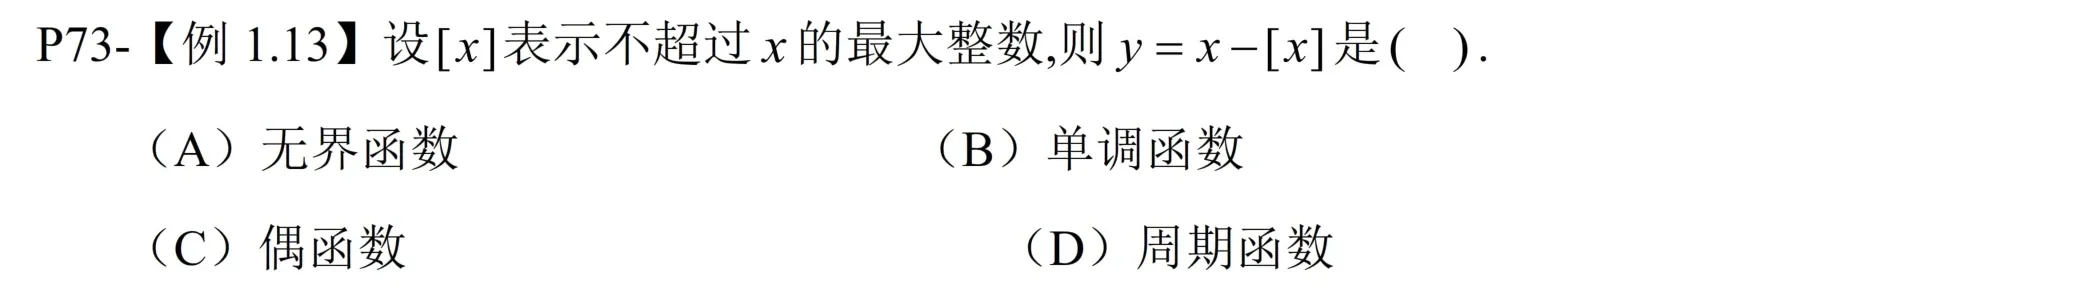 P73-【例 1.13】设[x]表示不超过 x 的最大整数,则 y = x－[x]是(   ).
（A）无界函数 （B）单调函数
（C）偶函数 （D）周期函数